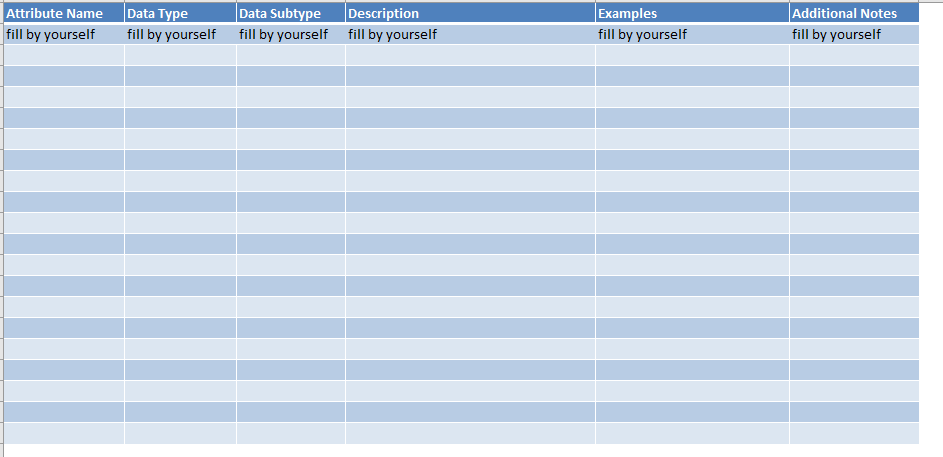 Attribute Name Data Type Data Subtype Description Examples Additional Notes
fill by yourself fill by yourself fill by yourself fill by yourself fill by yourself fill by yourself